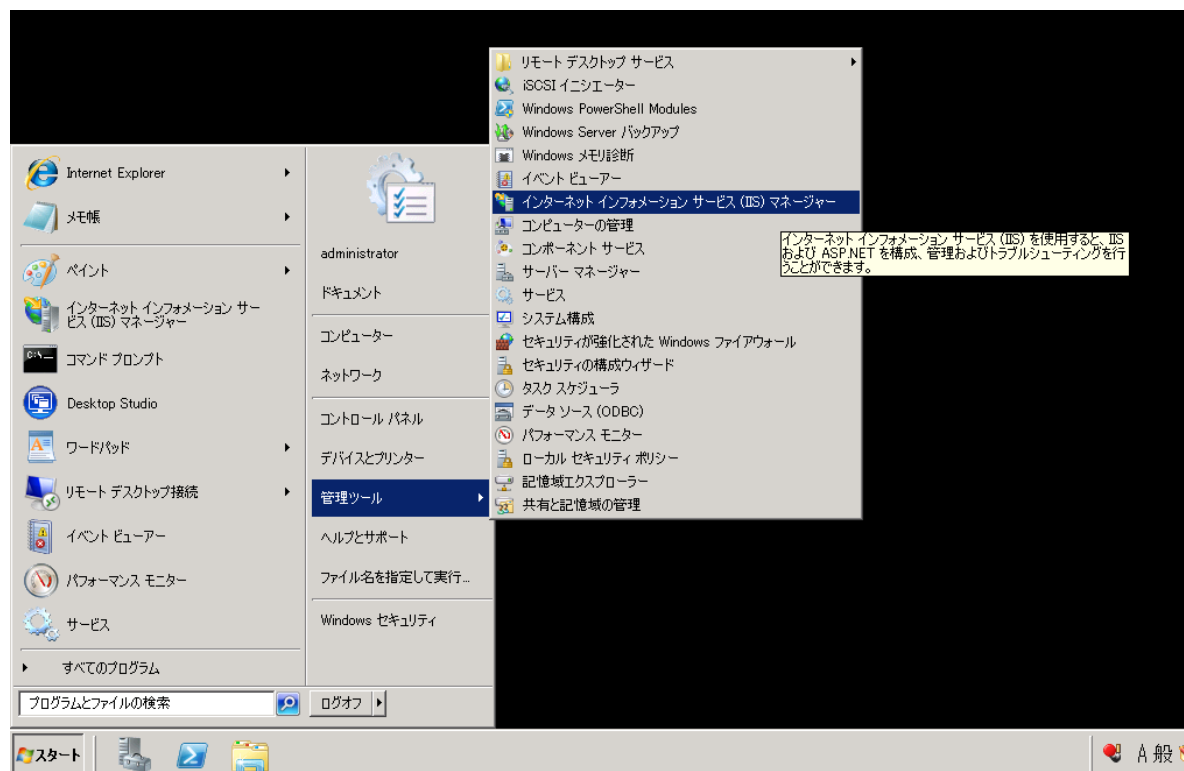 Internet Explorer
メモ帳
ペイント
インターネット インフォメーション サー
ビス (IIS) マネージャー
コマンド プロンプト
Desktop Studio
ワードパッド
リモート デスクトップ接続
イベント ビューアー
パフォーマンス モニター
サービス
すべてのプログラム
プログラムとファイルの検索
administrator
ドキュメント
コンピューター
ネットワーク
コントロール パネル
デバイスとプリンター
管理ツール
ヘルプとサポート
ファイル名を指定して実行...
Windows セキュリティ
ログオフ
リモート デスクトップ サービス
iSCSI イニシエーター
Windows PowerShell Modules
Windows Server バックアップ
Windows メモリ診断
イベント ビューアー
インターネット インフォメーション サービス (IIS) マネージャー
コンピューターの管理
コンポーネント サービス
サーバー マネージャー
サービス
システム構成
セキュリティが強化された Windows ファイアウォール
セキュリティの構成ウィザード
タスク スケジューラ
データ ソース (ODBC)
パフォーマンス モニター
ローカル セキュリティ ポリシー
記憶域エクスプローラー
共有と記憶域の管理
インターネット インフォメーション サービス (IIS) を使用すると、IIS
および ASP.NET を構成、管理およびトラブルシューティングを行
うことができます。
スタート
A 般